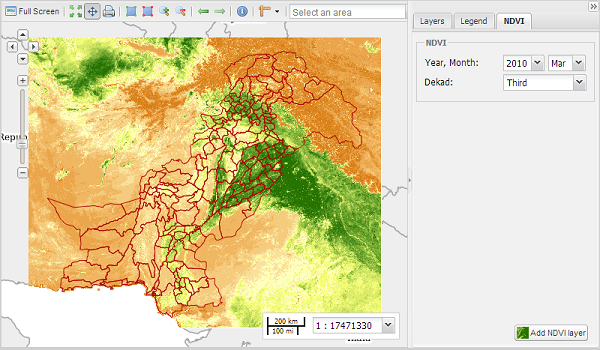 Full Screen
Select an area
Layers
Legend
NDVI
NDVI
Year, Month:
2010
Mar
Dekad:
Third
200 km
100 mi
1 : 17471330
Add NDVI layer